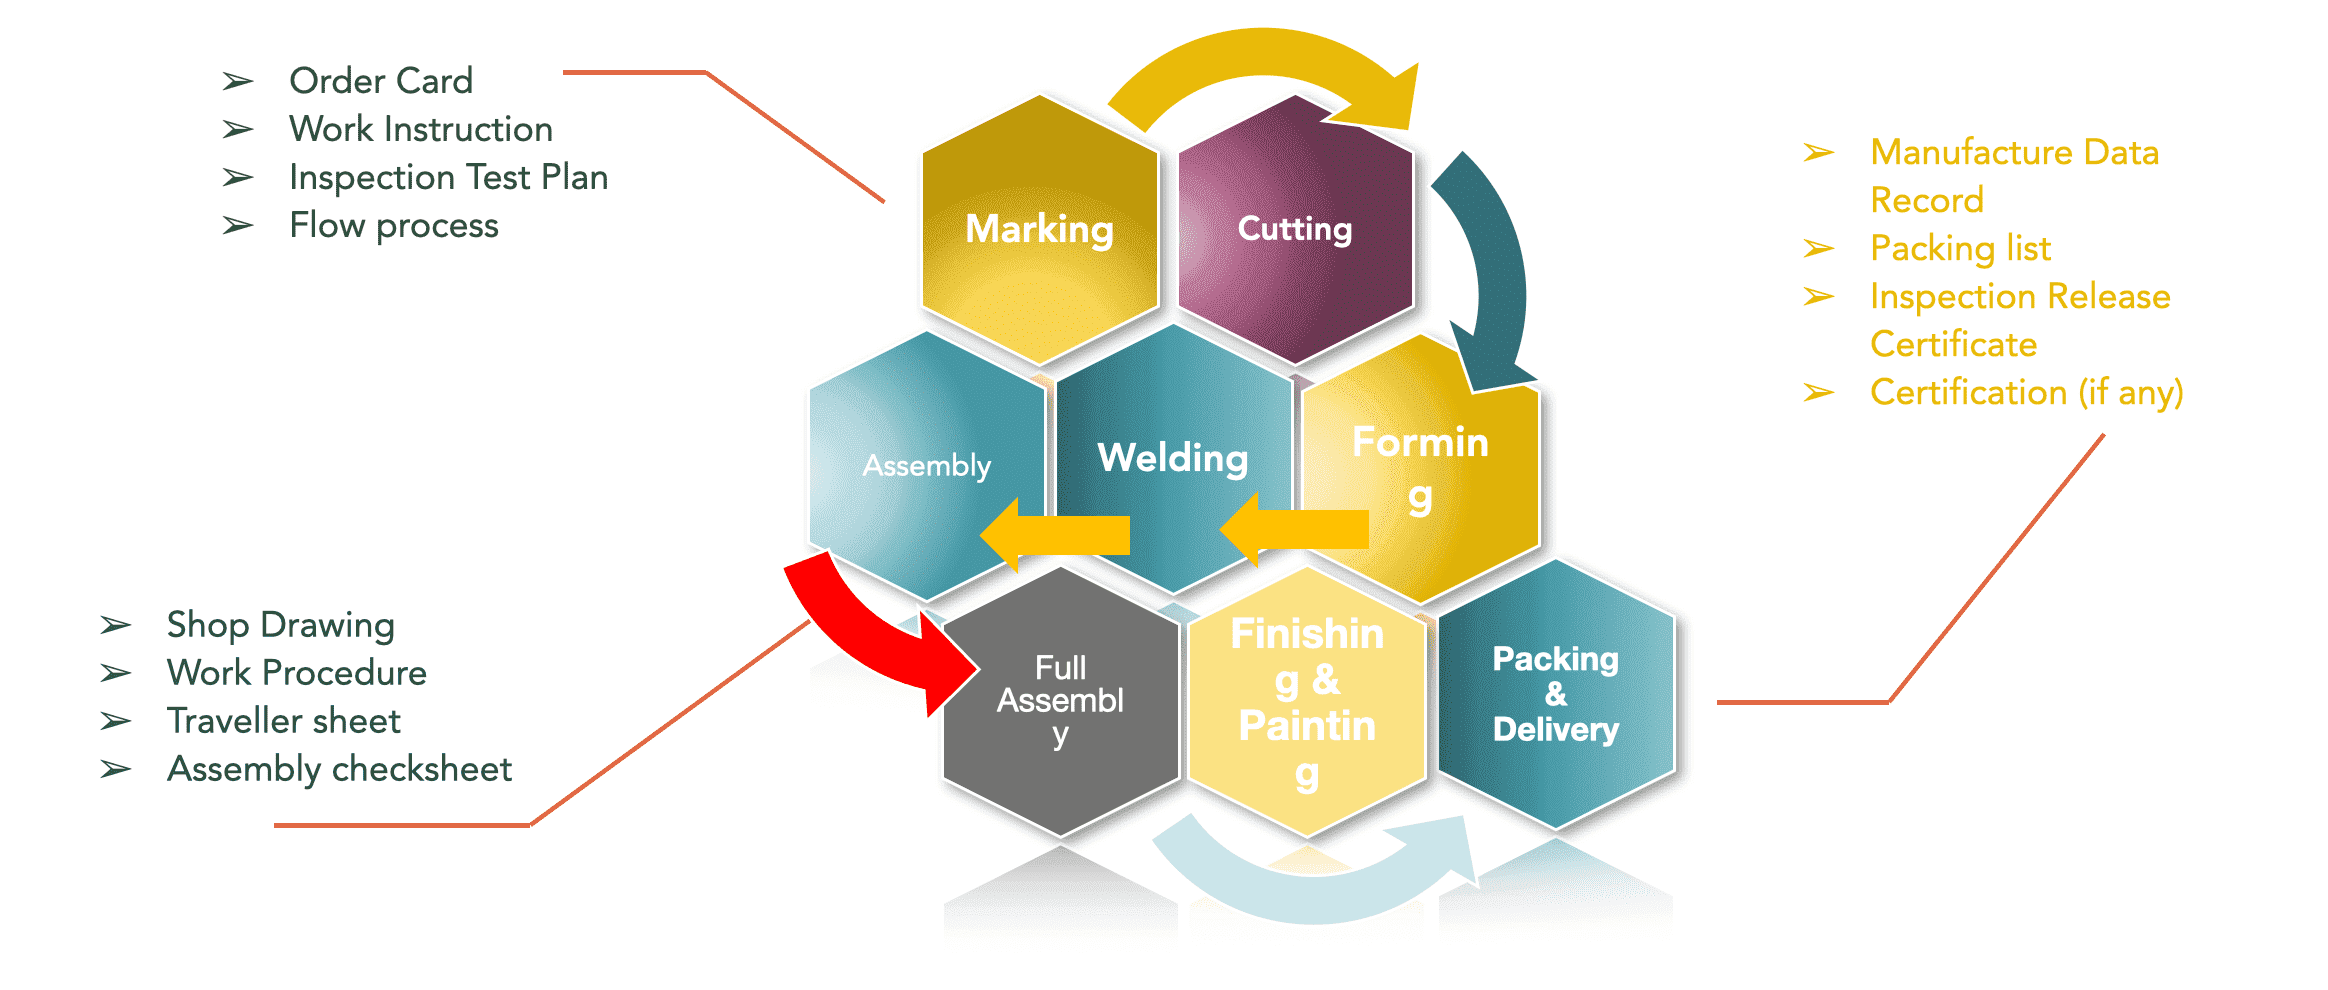 ➢ Order Card
➢ Work Instruction
➢ Inspection Test Plan
➢ Flow process
Marking
Cutting
➢ Manufacture Data
Record
➢ Packing list
➢ Inspection Release
Certificate
➢ Certification (if any)
Assembly
Welding
Formin
g
➢ Shop Drawing
➢ Work Procedure
➢ Traveller sheet
➢ Assembly checksheet
Full
Assembl
y
Finishin
g &
Paintin
g
Packing
&
Delivery